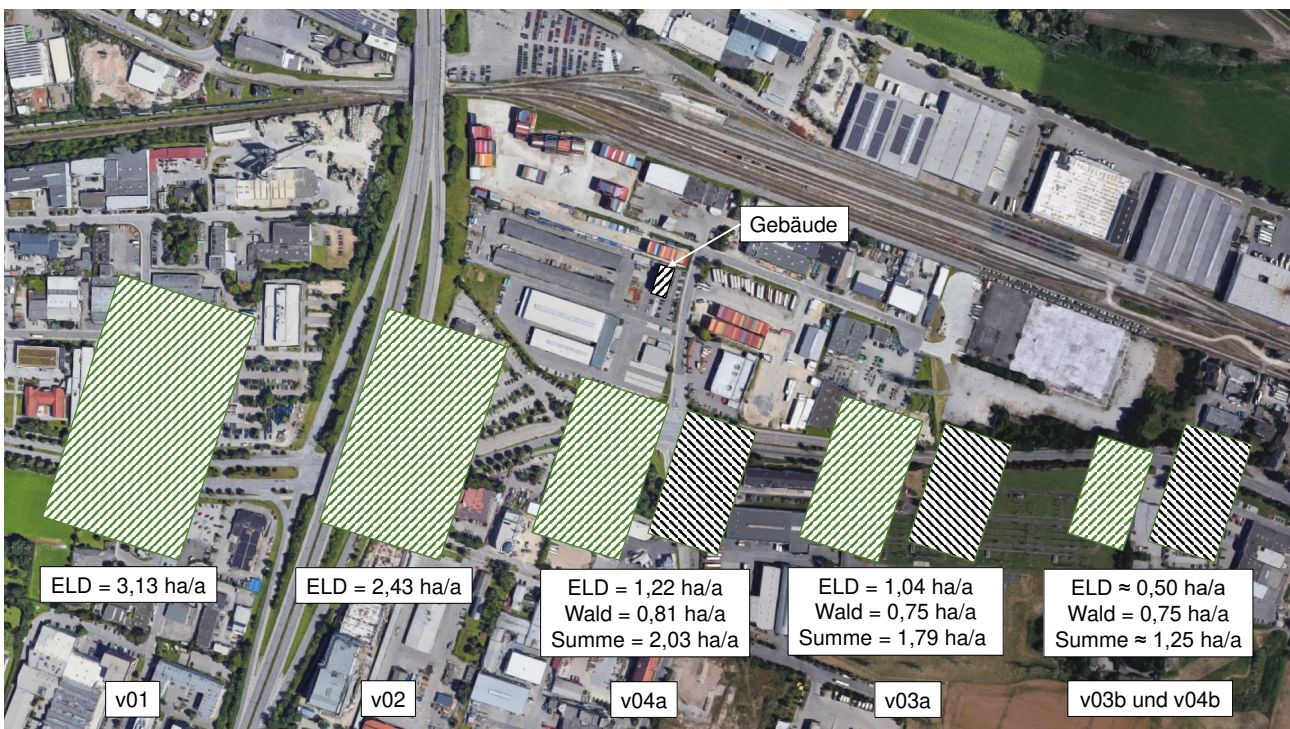 Gebäude
ELD = 3,13 ha/a
v01
ELD = 2,43 ha/a
v02
ELD = 1,22 ha/a
Wald = 0,81 ha/a
Summe = 2,03 ha/a
v04a
ELD = 1,04 ha/a
Wald = 0,75 ha/a
Summe = 1,79 ha/a
v03a
ELD ≈ 0,50 ha/a
Wald = 0,75 ha/a
Summe ≈ 1,25 ha/a
v03b und v04b